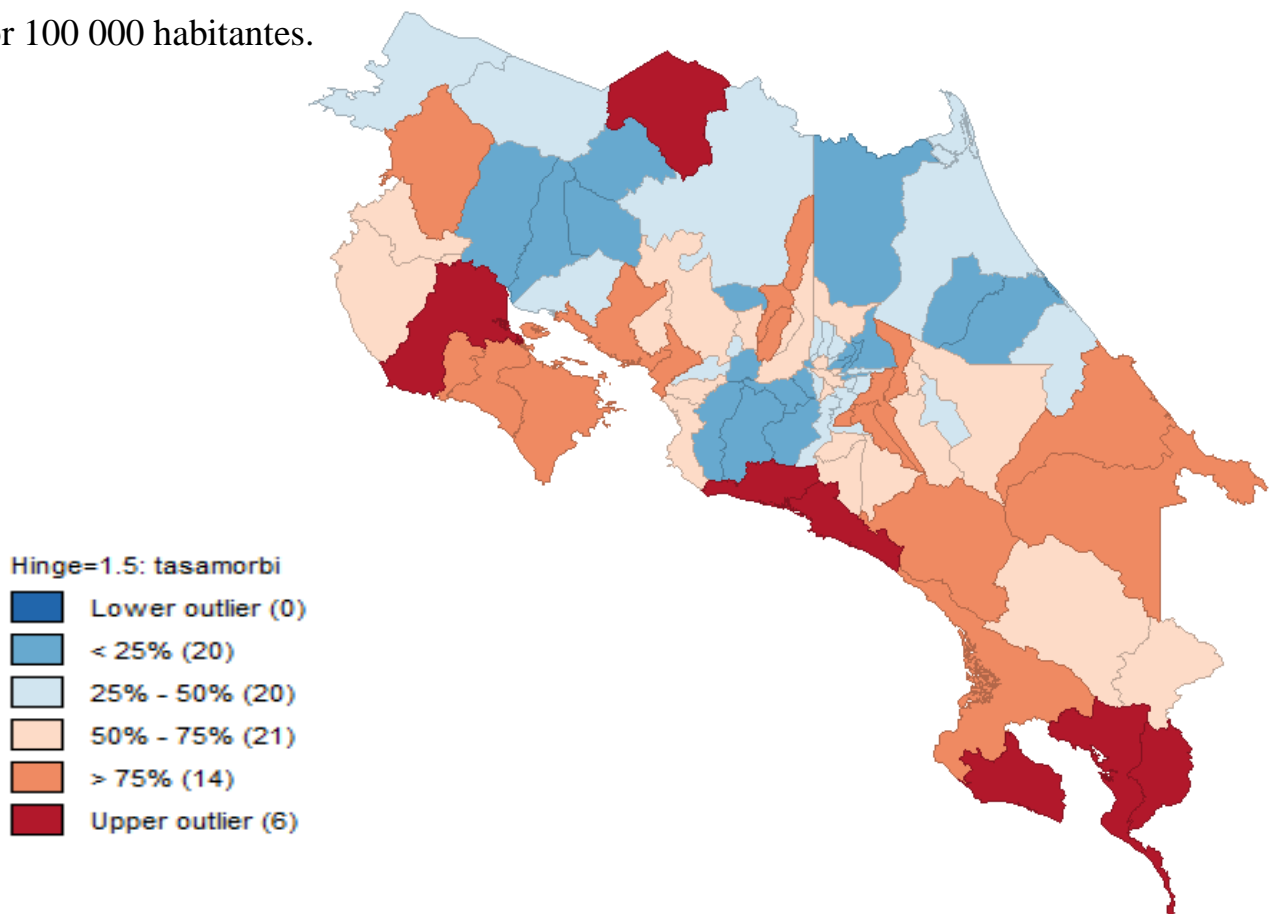 r 100 000 habitantes.
Hinge=1.5: tasamorbi
Lower outlier (0)
< 25% (20)
25% - 50% (20)
50% - 75% (21)
> 75% (14)
Upper outlier (6)